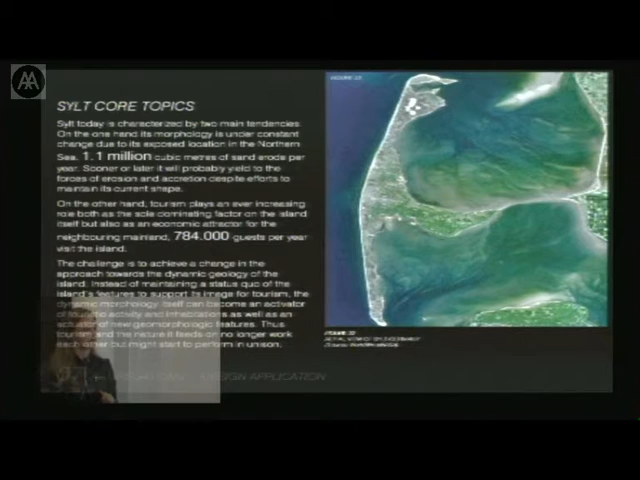 AA
SYLT CORE TOPICS
Sylt today is characterized by two main tendencies.
On the one hand its morphology is under constant
change due to its exposed location in the Northern
Sea. 1.1 million cubic metres of sand erode per
year. Sooner or later it will probably yield to the
forces of erosion and accretion despite efforts to
maintain its current shape.
On the other hand, tourism plays an ever increasing
role both as the sole dominating factor on the island
itself but also as an economic attractor for the
neighbouring mainland, 784.000 guests per year
visit the island.
The challenge is to achieve a change in the
approach towards the dynamic geology of the
island. Instead of maintaining a status quo of the
island's features to support its image for tourism, the
dynamic morphology itself can become an activator
of touristic activity and inhabitations as well as an
activator of new geomorphologic features. Thus
tourism and the nature it feeds on no longer work
each other but might start to perform in unison.
DESIGN APPLICATION